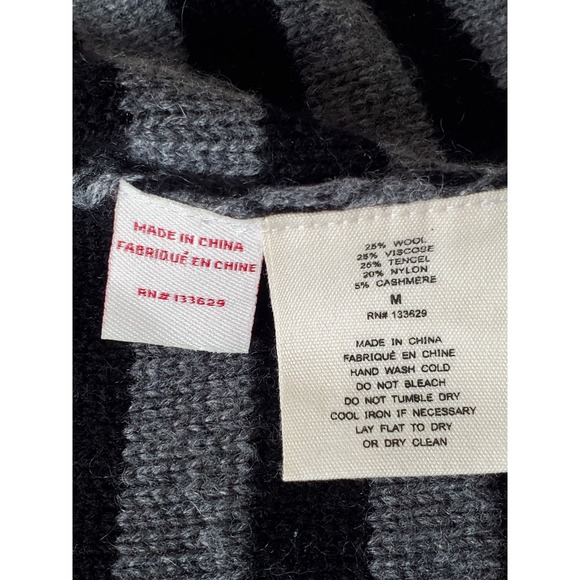 MADE IN CHINA
FABRIQUÉ EN CHINE
RN# 133629
25% WOOL
25% VISCOSE
25% TENCEL
20% NYLON
5% CASHMERE
M
RN# 133629
MADE IN CHINA
FABRIQUÉ EN CHINE
HAND WASH COLD
DO NOT BLEACH
DO NOT TUMBLE DRY
COOL IRON IF NECESSARY
LAY FLAT TO DRY
OR DRY CLEAN